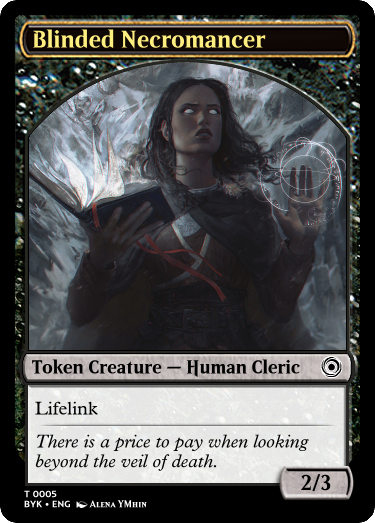 Blinded Necromancer
Token Creature — Human Cleric
Lifelink
There is a price to pay when looking
beyond the veil of death.
2/3
T 0005
BYK • ENG Alena YMhin